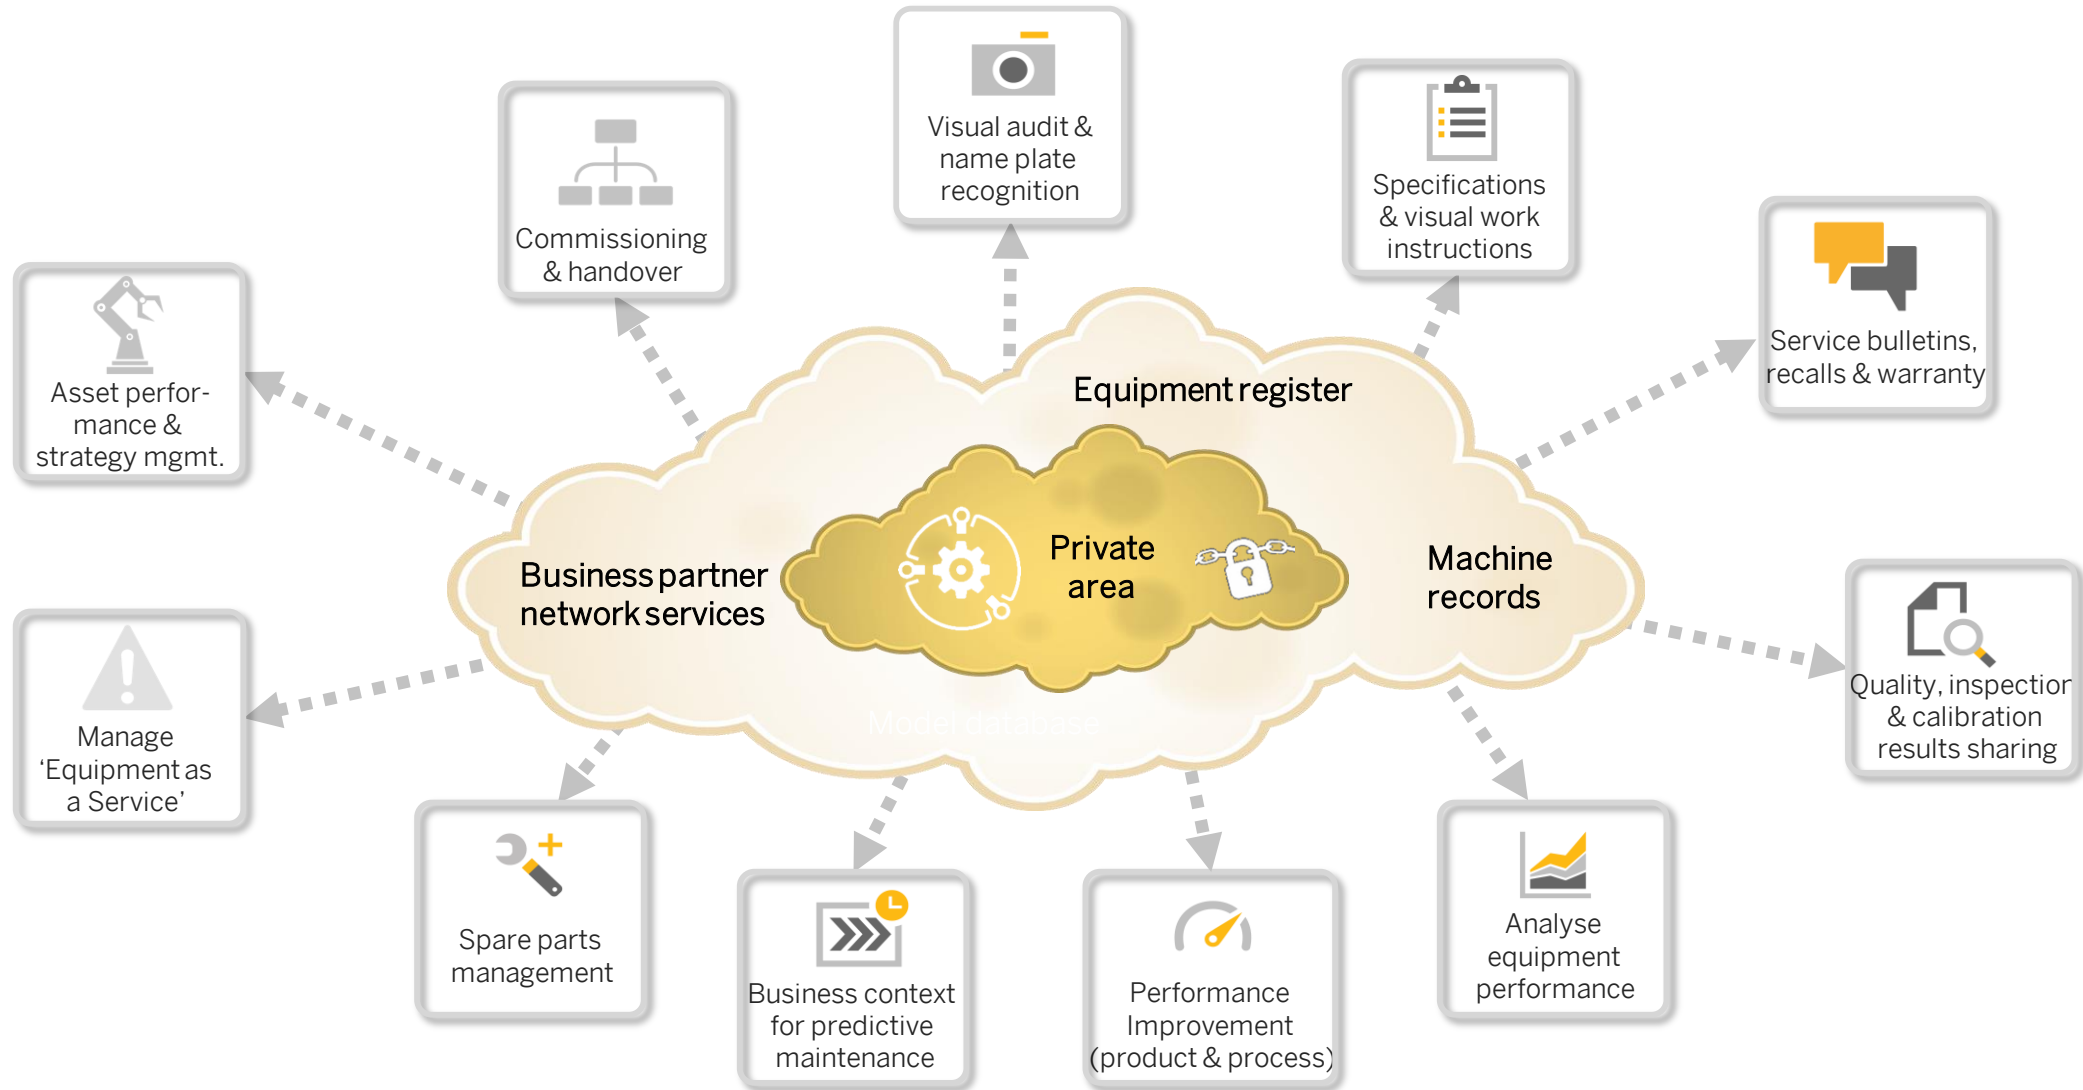 Visual audit &
name plate
recognition
Commissioning
& handover
Specifications
& visual work
instructions
Service bulletins,
recalls & warranty
Asset perfor-
mance &
strategy mgmt.
Equipment register
Business partner
network services
Private
area
Machine
records
Model database
Manage
‘Equipment as
a Service’
Quality, inspection
& calibration
results sharing
Spare parts
management
Business context
for predictive
maintenance
Performance
Improvement
(product & process)
Analyse
equipment
performance